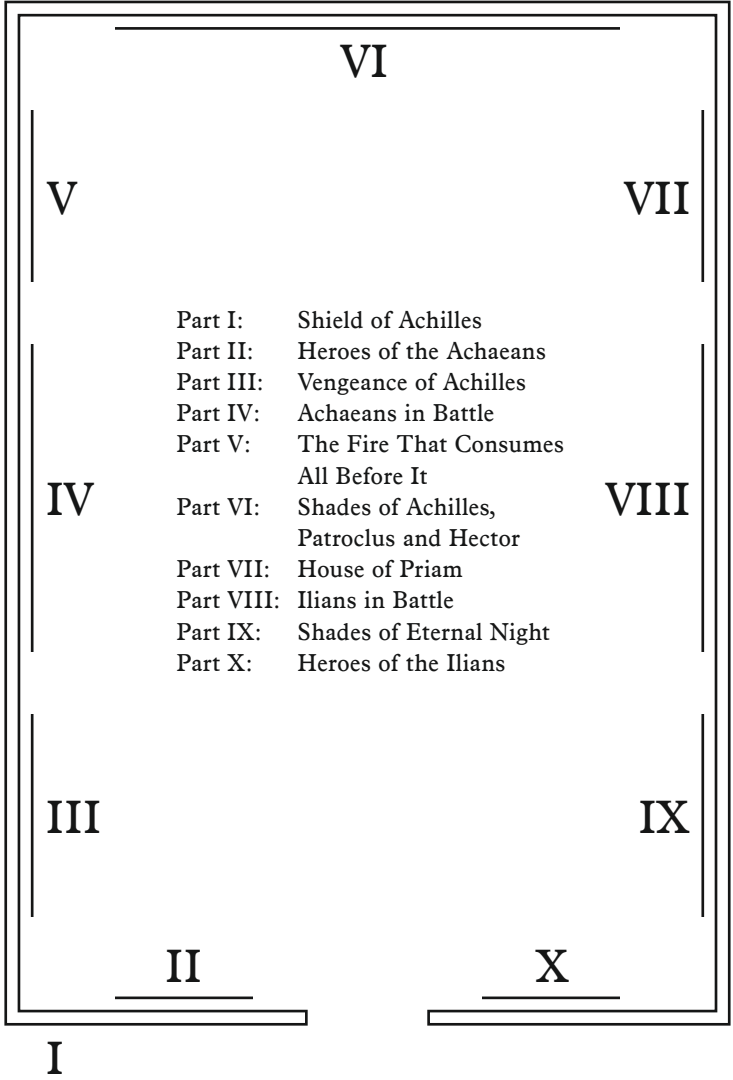 VI
V
VII
Part I: Shield of Achilles
Part II: Heroes of the Achaeans
Part III: Vengeance of Achilles
Part IV: Achaeans in Battle
Part V: The Fire That Consumes
All Before It
Part VI: Shades of Achilles,
Patroclus and Hector
Part VII: House of Priam
Part VIII: Ilians in Battle
Part IX: Shades of Eternal Night
Part X: Heroes of the Ilians
IV
VIII
III
IX
II
X
I